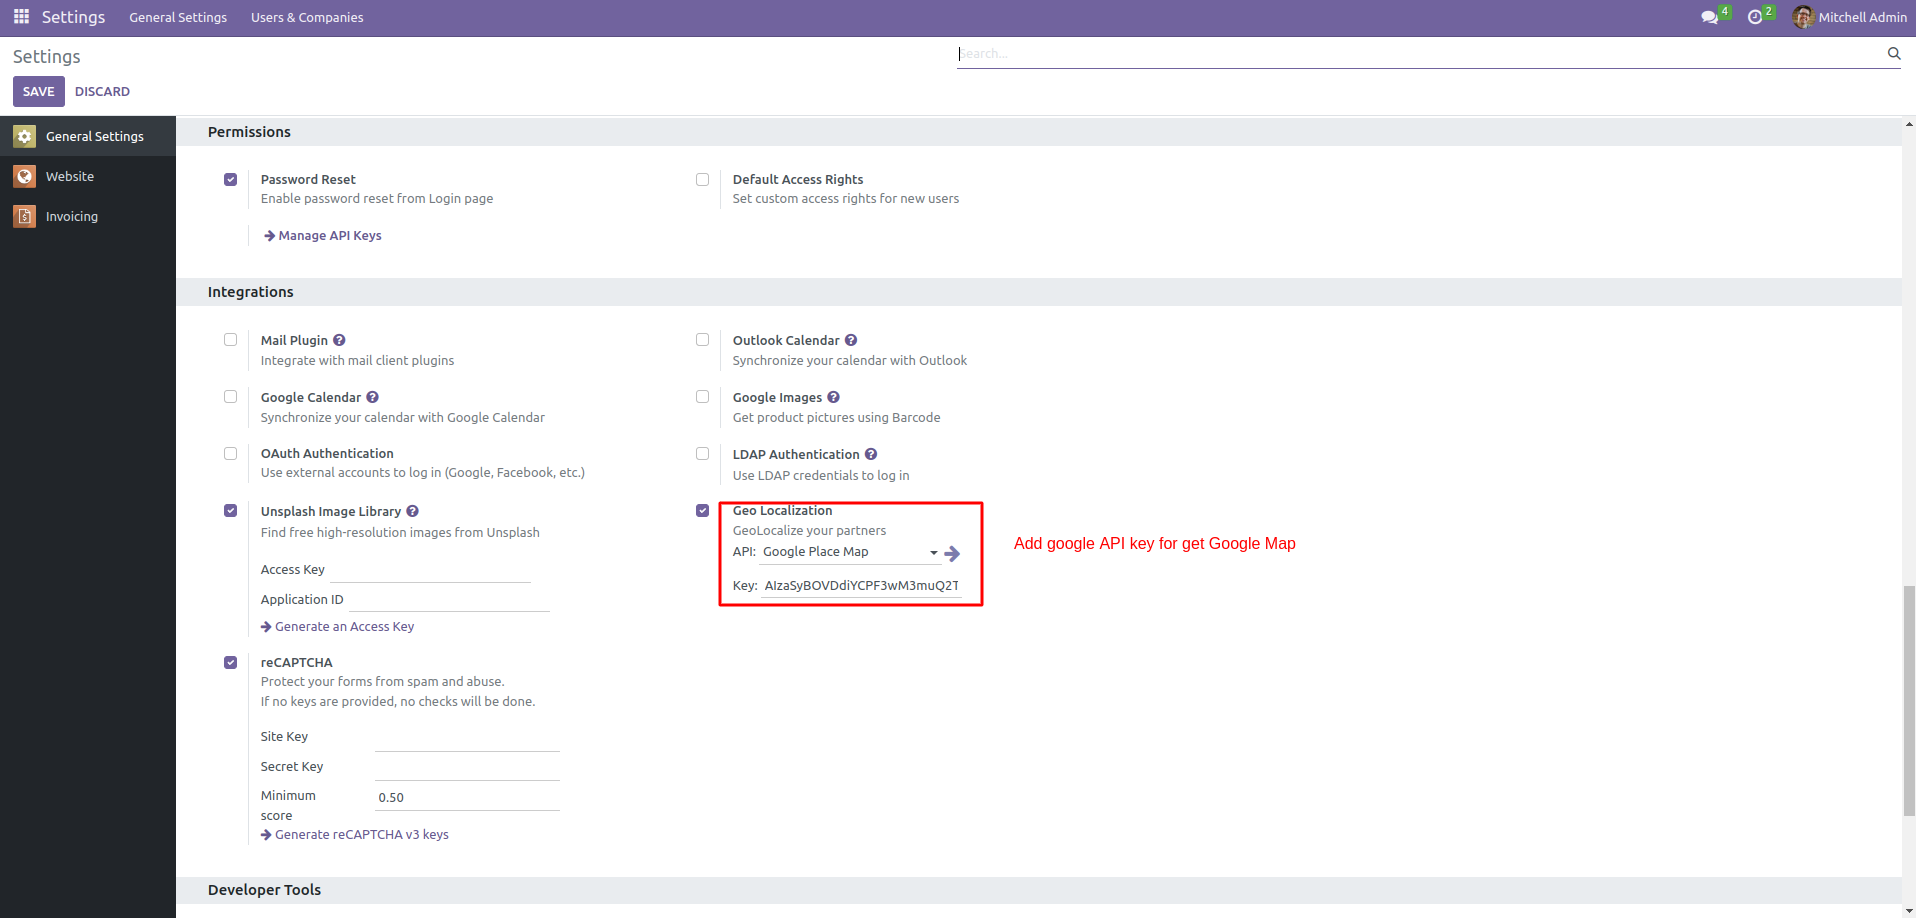 Settings General Settings Users & Companies 4 2 Mitchell Admin
Settings
Search...
SAVE DISCARD
General Settings
Website
Invoicing
Permissions
Password Reset
Enable password reset from Login page
Manage API Keys
Default Access Rights
Set custom access rights for new users
Integrations
Mail Plugin ?
Integrate with mail client plugins
Outlook Calendar ?
Synchronize your calendar with Outlook
Google Calendar ?
Synchronize your calendar with Google Calendar
Google Images ?
Get product pictures using Barcode
OAuth Authentication
Use external accounts to log in (Google, Facebook, etc.)
LDAP Authentication ?
Use LDAP credentials to log in
Unsplash Image Library ?
Find free high-resolution images from Unsplash
Access Key
Application ID
Generate an Access Key
Geo Localization
GeoLocalize your partners
API: Google Place Map
Key: AIzaSyBOVDdiYCPF3wM3muQ2T
Add google API key for get Google Map
reCAPTCHA
Protect your forms from spam and abuse.
If no keys are provided, no checks will be done.
Site Key
Secret Key
Minimum
score
0.50
Generate reCAPTCHA v3 keys
Developer Tools